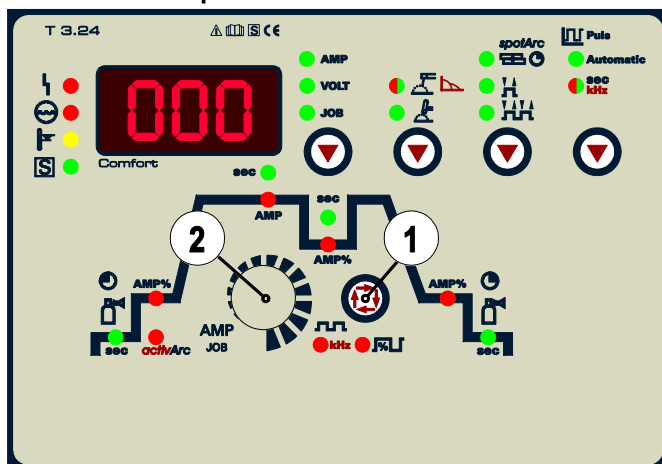 T 3.24
S CE
spotArc
Puls
AMP
Automatic
VOLT
sec
kHz
JOB
000
S
Comfort
sec
sec
AMP
AMP%
2
1
AMP%
AMP%
sec
activArc
AMP
JOB
kHz
%
sec